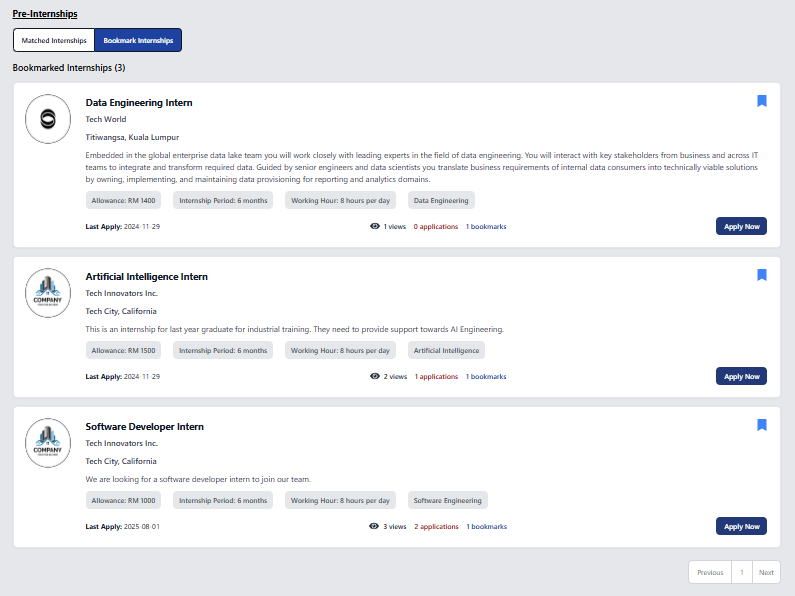 Pre-Internships
Matched Internships Bookmark Internships
Bookmarked Internships (3)
Data Engineering Intern
Tech World
Titiwangsa, Kuala Lumpur
Embedded in the global enterprise data lake team you will work closely with leading experts in the field of data engineering. You will interact with key stakeholders from business and across IT
teams to integrate and transform required data. Guided by senior engineers and data scientists you translate business requirements of internal data consumers into technically viable solutions
by owning, implementing, and maintaining data provisioning for reporting and analytics domains.
Allowance: RM 1400 Internship Period: 6 months Working Hour: 8 hours per day Data Engineering
Last Apply: 2024-11-29 1 views 0 applications 1 bookmarks Apply Now
Artificial Intelligence Intern
COMPANY
Tech Innovators Inc.
Tech City, California
This is an internship for last year graduate for industrial training. They need to provide support towards AI Engineering.
Allowance: RM 1500 Internship Period: 6 months Working Hour: 8 hours per day Artificial Intelligence
Last Apply: 2024-11-29 2 views 1 applications 1 bookmarks Apply Now
Software Developer Intern
COMPANY
Tech Innovators Inc.
Tech City, California
We are looking for a software developer intern to join our team.
Allowance: RM 1000 Internship Period: 6 months Working Hour: 8 hours per day Software Engineering
Last Apply: 2025-08-01 3 views 2 applications 1 bookmarks Apply Now
Previous 1 Next